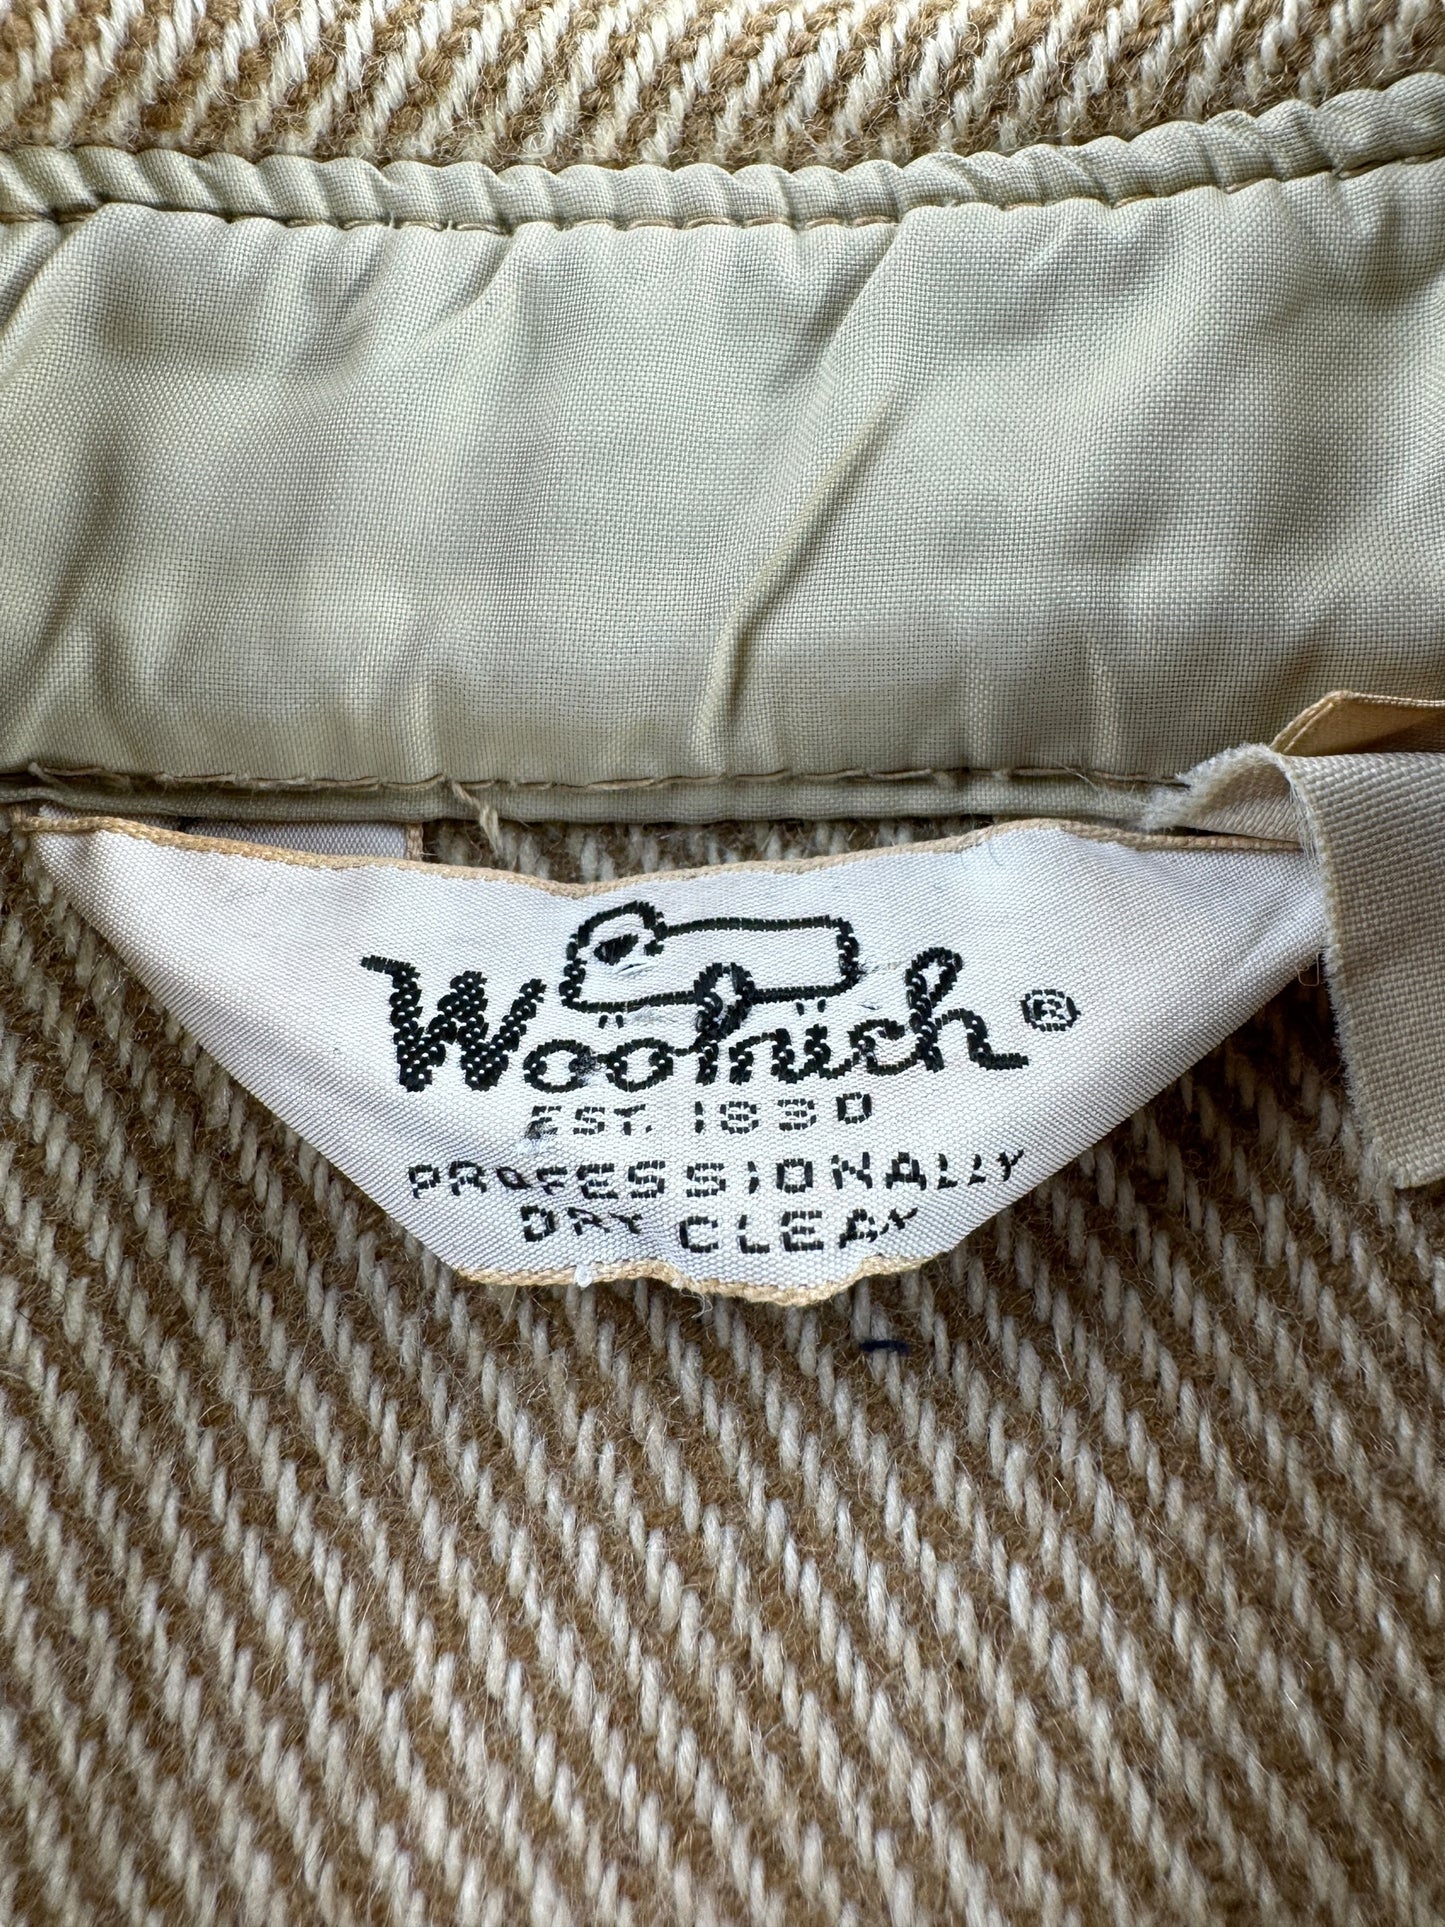 Woolrich ®
EST. 1830
PROFESSIONALLY
DRY CLEAN